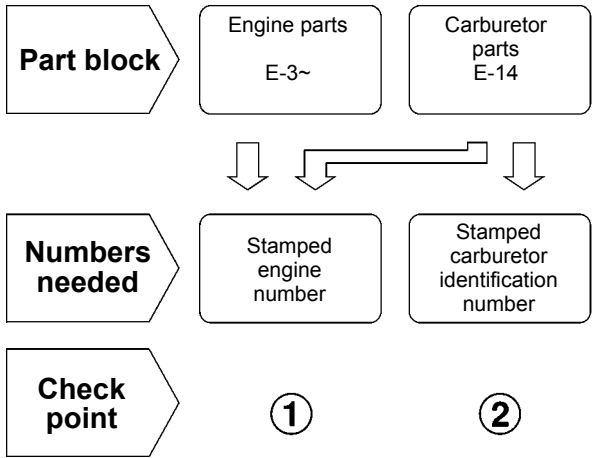 Part block
Engine parts
E-3~
Carburetor
parts
E-14
Numbers
needed
Stamped
engine
number
Stamped
carburetor
identification
number
Check
point
①
②